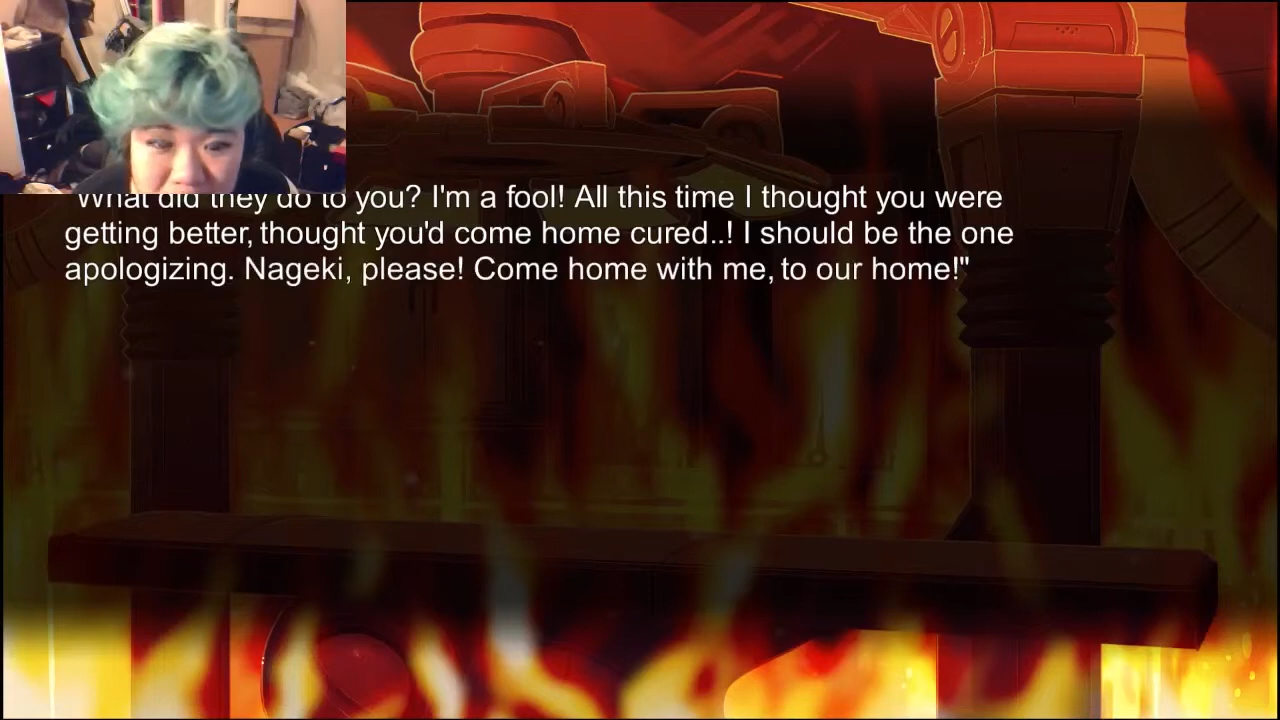 "What did they do to you? I'm a fool! All this time I thought you were
getting better, thought you'd come home cured..! I should be the one
apologizing. Nageki, please! Come home with me, to our home!"